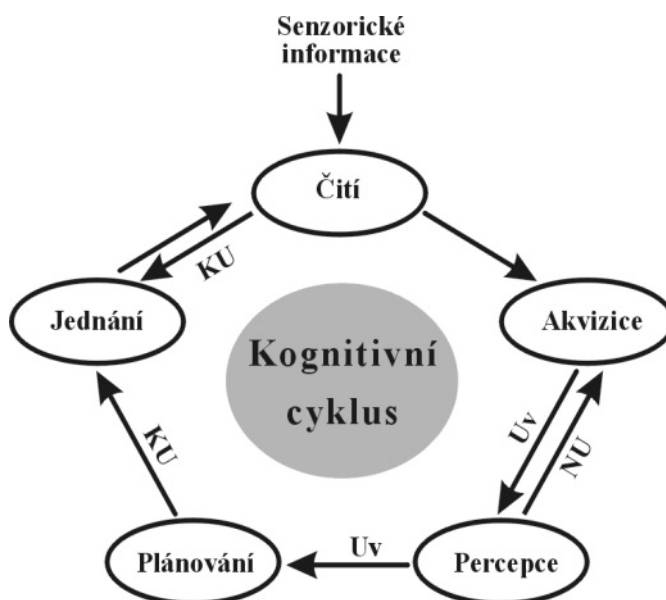 Senzorické
informace
Čití
KU
Jednání
Akvizice
Kognitivní
cyklus
KU
Uv
NU
Plánování
Uv
Percepce